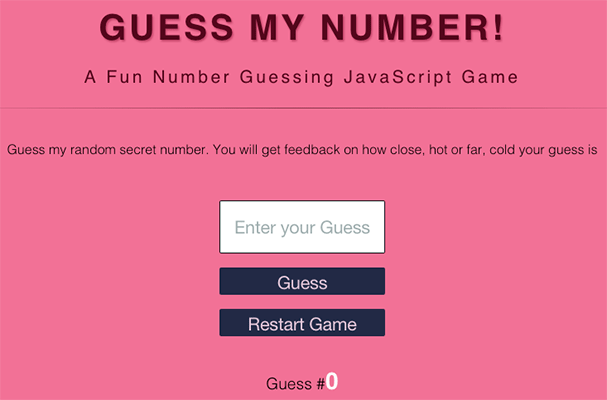 GUESS MY NUMBER!
A Fun Number Guessing JavaScript Game
Guess my random secret number. You will get feedback on how close, hot or far, cold your guess is
Enter your Guess
Guess
Restart Game
Guess #0